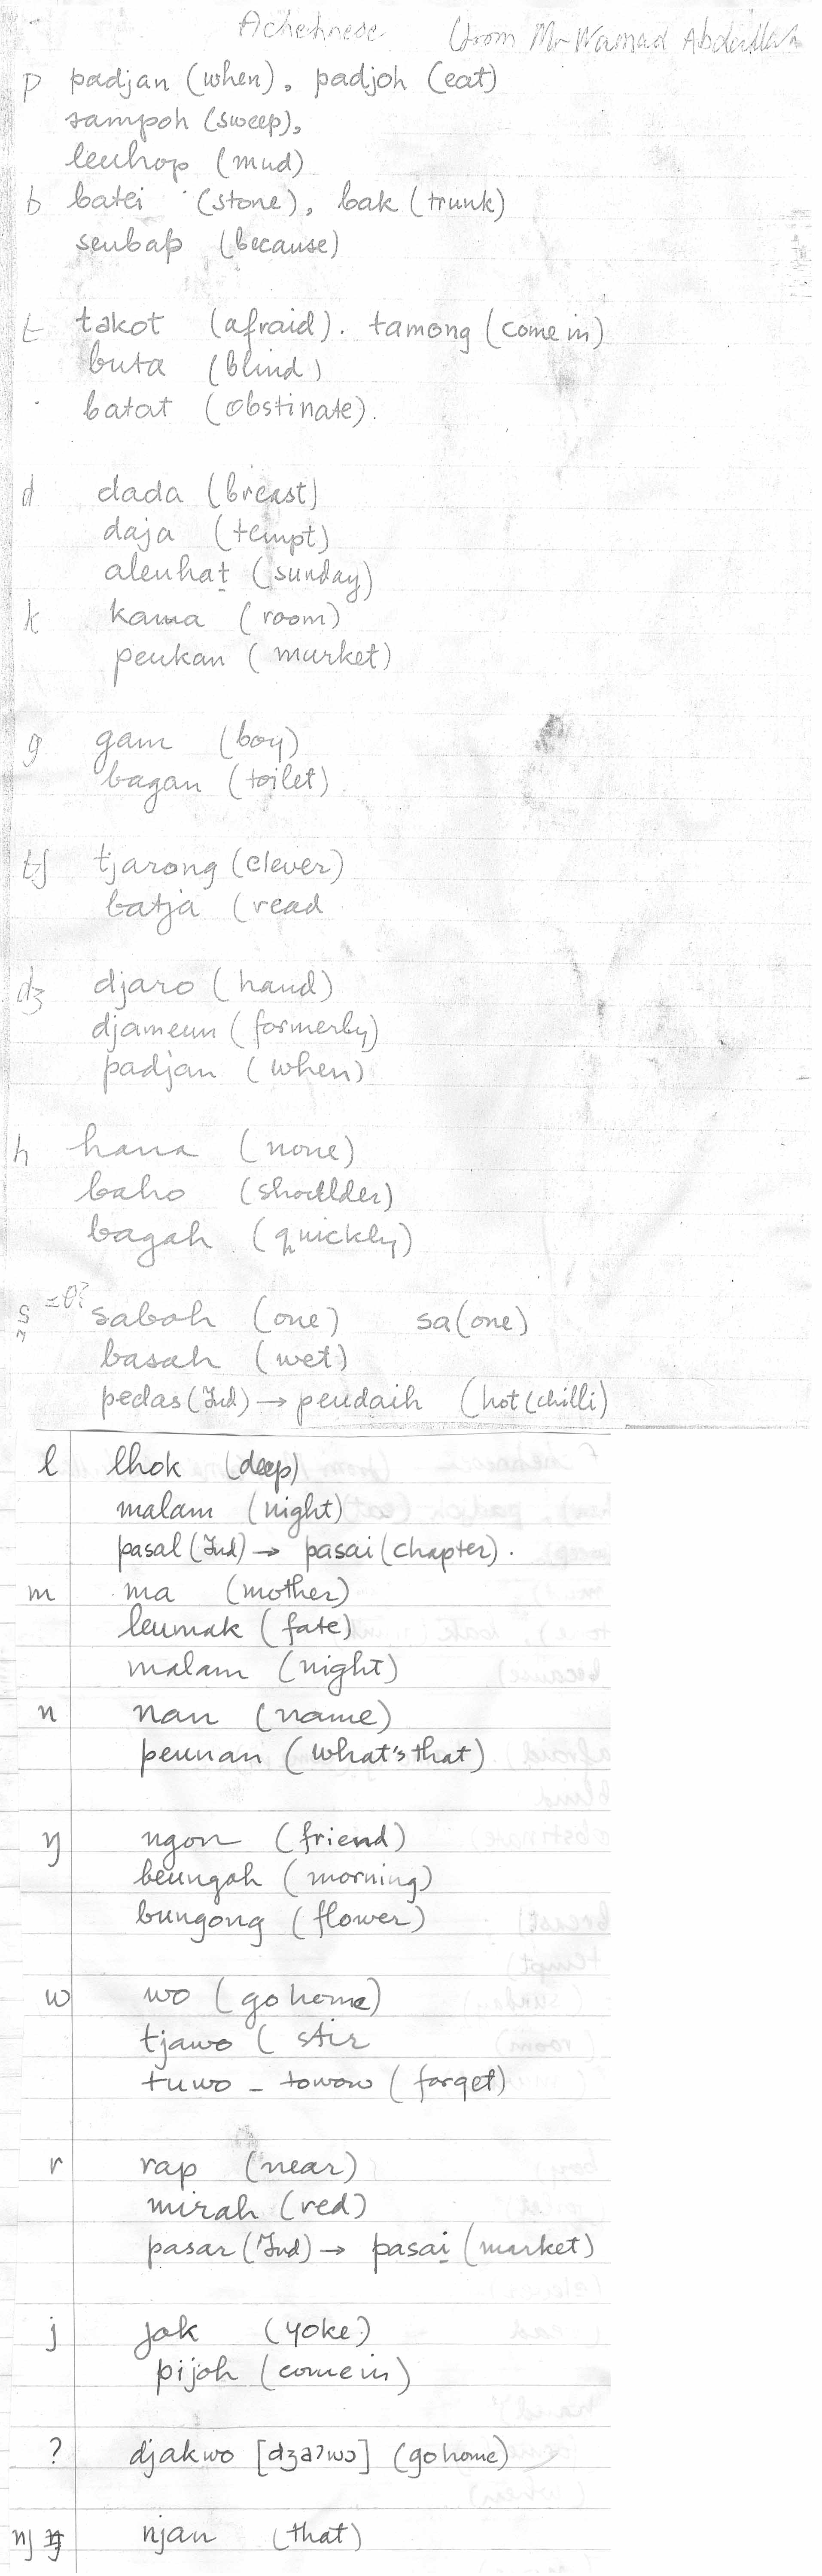 Achehnese (from Mr Wamad Abdullah
p padjan (when), padjoh (eat)
sampoh (sweep),
leuhop (mud)
b batei (stone), bak (trunk)
seubap (because)
t takot (afraid). tamong (come in)
buta (blind)
batat (obstinate).
d dada (breast)
daja (tempt)
aleuhat (sunday)
k kama (room)
peukan (market)
g gam (boy)
bagan (toilet)
tʃ tjarong (clever)
batja (read
dʒ djaro (hand)
djameun (formerly)
padjan (when)
h hana (none)
baho (shoulder)
bagah (quickly)
s =θ? saboh (one) sa (one)
basah (wet)
pedas (Ind) → peudaih (hot (chilli)
l lhok (deep)
malam (night)
pasal (Ind) → pasai (chapter).
m ma (mother)
leumak (fate)
malam (night)
n nan (name)
peunan (what's that)
ŋ ngon (friend)
beungoh (morning)
bungong (flower)
w wo (go home)
tjawo ( stir
tuwo - towow (forget)
r rap (near)
mirah (red)
pasar (Ind) → pasai (market)
j jok (yoke)
pijoh (come in)
? djakwo [dʒaʔwɔ] (go home)
nj njan (that)